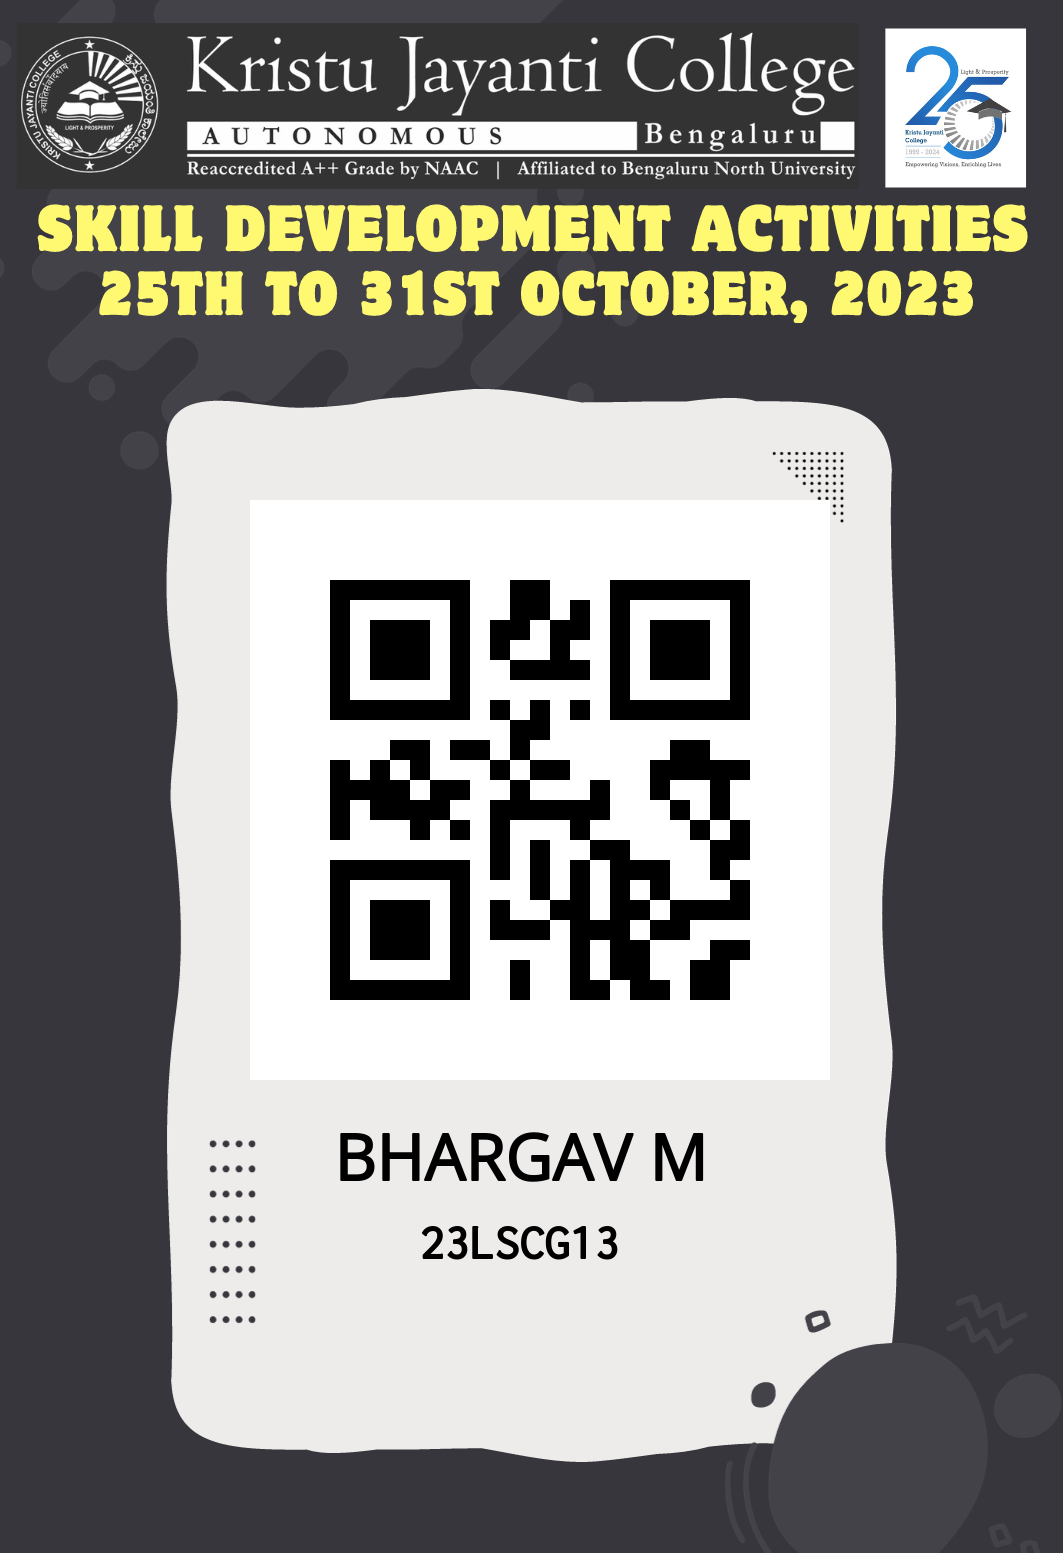 Kristu Jayanti College
AUTONOMOUS Bengaluru
Reaccredited A++ Grade by NAAC | Affiliated to Bengaluru North University
KRISTU JAYANTI COLLEGE
LIGHT & PROSPERITY
25
Light & Prosperity
Kristu Jayanti
College
1999 - 2024
Empowering Visions. Enriching Lives
SKILL DEVELOPMENT ACTIVITIES
25TH TO 31ST OCTOBER, 2023
BHARGAV M
23LSCG13